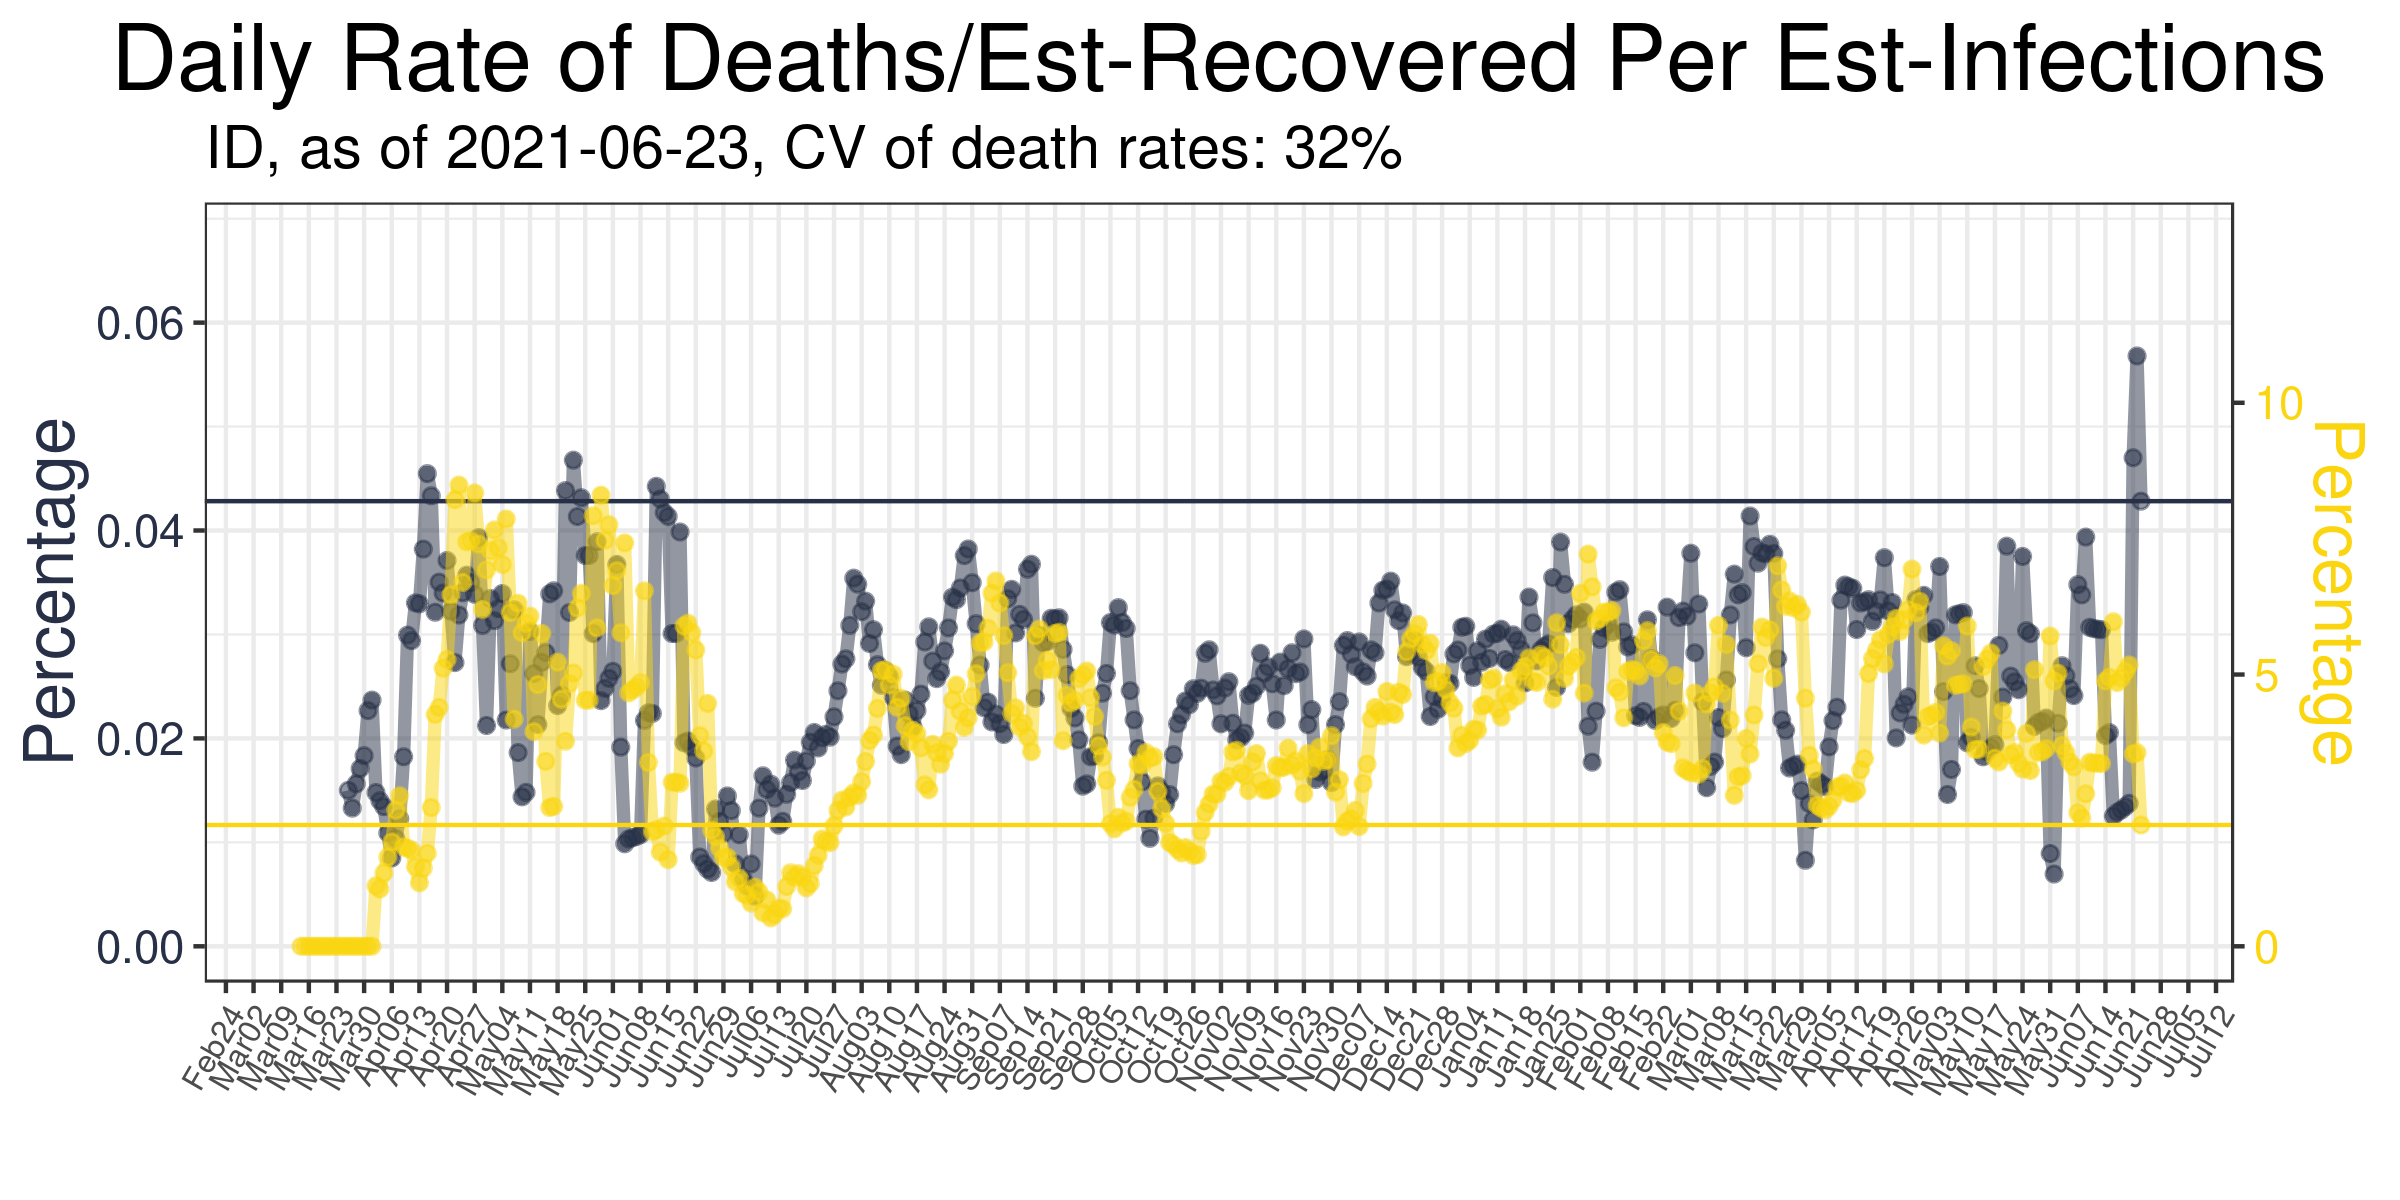 Daily Rate of Deaths/Est-Recovered Per Est-Infections
ID, as of 2021-06-23, CV of death rates: 32%
Percentage
0.06
0.04
0.02
0.00
10
5
0
Percentage
Feb24
Mar02
Mar09
Mar16
Mar23
Mar30
Apr06
Apr13
Apr20
Apr27
May04
May11
May18
May25
Jun01
Jun08
Jun15
Jun22
Jun29
Jul06
Jul13
Jul20
Jul27
Aug03
Aug10
Aug17
Aug24
Aug31
Sep07
Sep14
Sep21
Sep28
Oct05
Oct12
Oct19
Oct26
Nov02
Nov09
Nov16
Nov23
Nov30
Dec07
Dec14
Dec21
Dec28
Jan04
Jan11
Jan18
Jan25
Feb01
Feb08
Feb15
Feb22
Mar01
Mar08
Mar15
Mar22
Mar29
Apr05
Apr12
Apr19
Apr26
May03
May10
May17
May24
May31
Jun07
Jun14
Jun21
Jun28
Jul05
Jul12